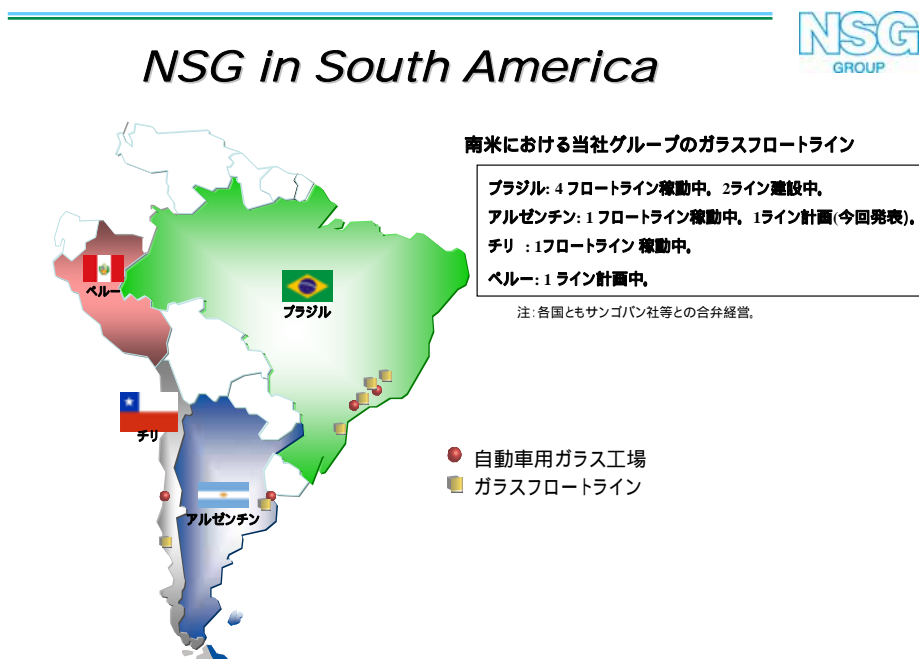 NSG in South America
NSG
GROUP
南米における当社グループのガラスフロートライン
ブラジル: 4 フロートライン稼動中。2ライン建設中。
アルゼンチン: 1 フロートライン稼動中。1ライン計画(今回発表)。
チリ : 1フロートライン 稼動中。
ペルー: 1 ライン計画中。
注:各国ともサンゴバン社等との合弁経営。
ペルー
ブラジル
チリ
アルゼンチン
自動車用ガラス工場
ガラスフロートライン